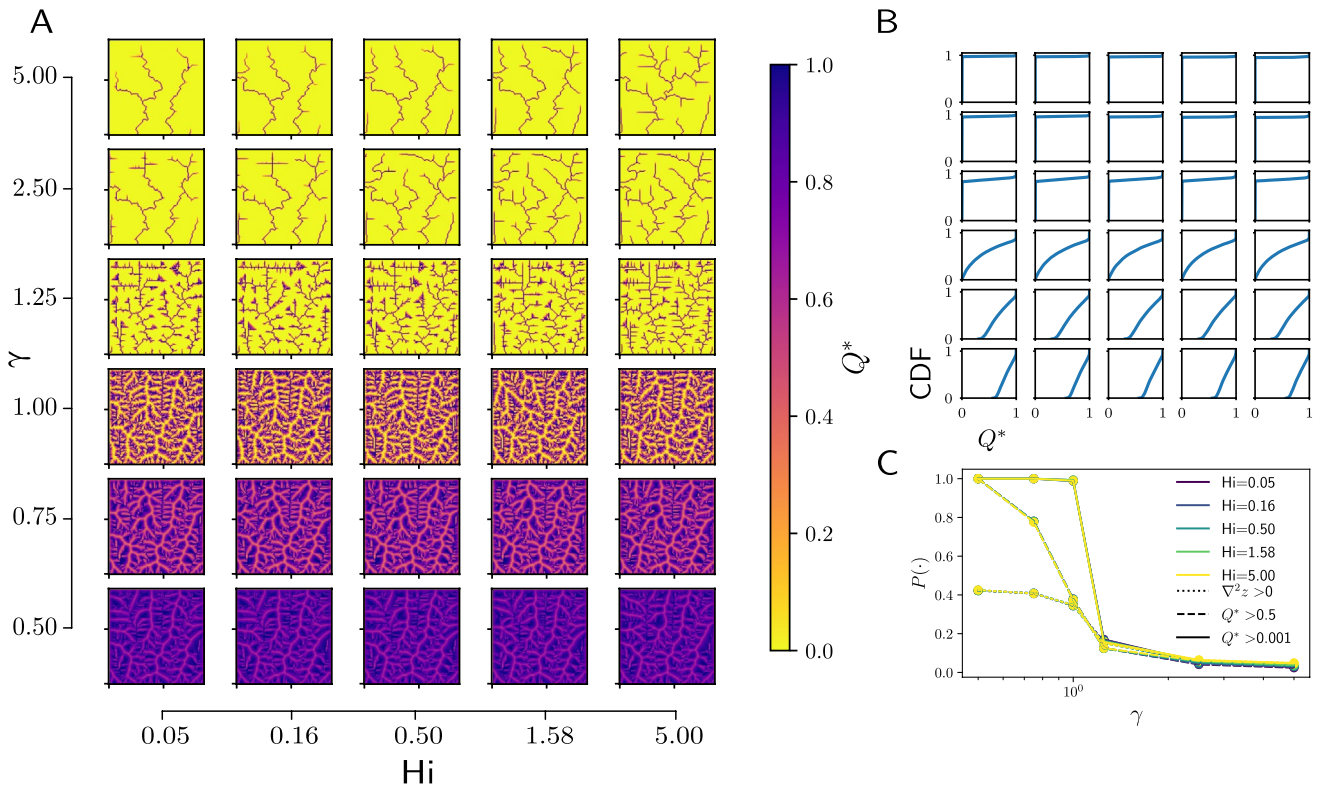 A
5.00
2.50
1.25
1.00
0.75
0.50
γ
0.05
0.16
0.50
1.58
5.00
Hi
1.0
0.8
0.6
0.4
0.2
0.0
Q*
B
1
0
1
0
1
0
1
0
1
0
1
0
CDF
0 1 0 1 0 1 0 1 0 1
Q*
C
1.0
0.8
0.6
0.4
0.2
0.0
P(·)
10⁰
γ
Hi=0.05
Hi=0.16
Hi=0.50
Hi=1.58
Hi=5.00
∇²z >0
Q* >0.5
Q* >0.001